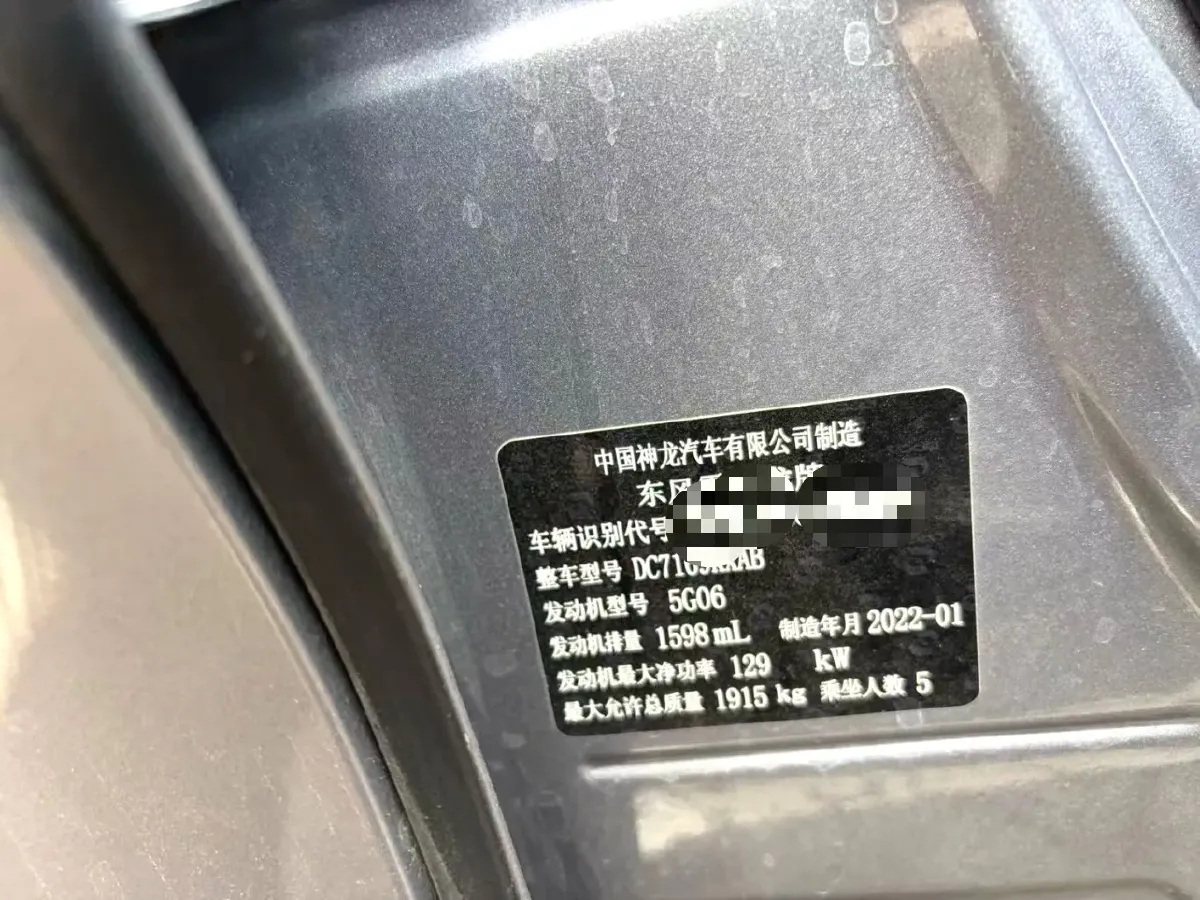 中国神龙汽车有限公司制造
东风
车辆识别代号
整车型号 DC71
发动机型号 5G06
发动机排量 1598 mL 制造年月 2022-01
发动机最大净功率 129 kW
最大允许总质量 1915 kg 乘坐人数 5